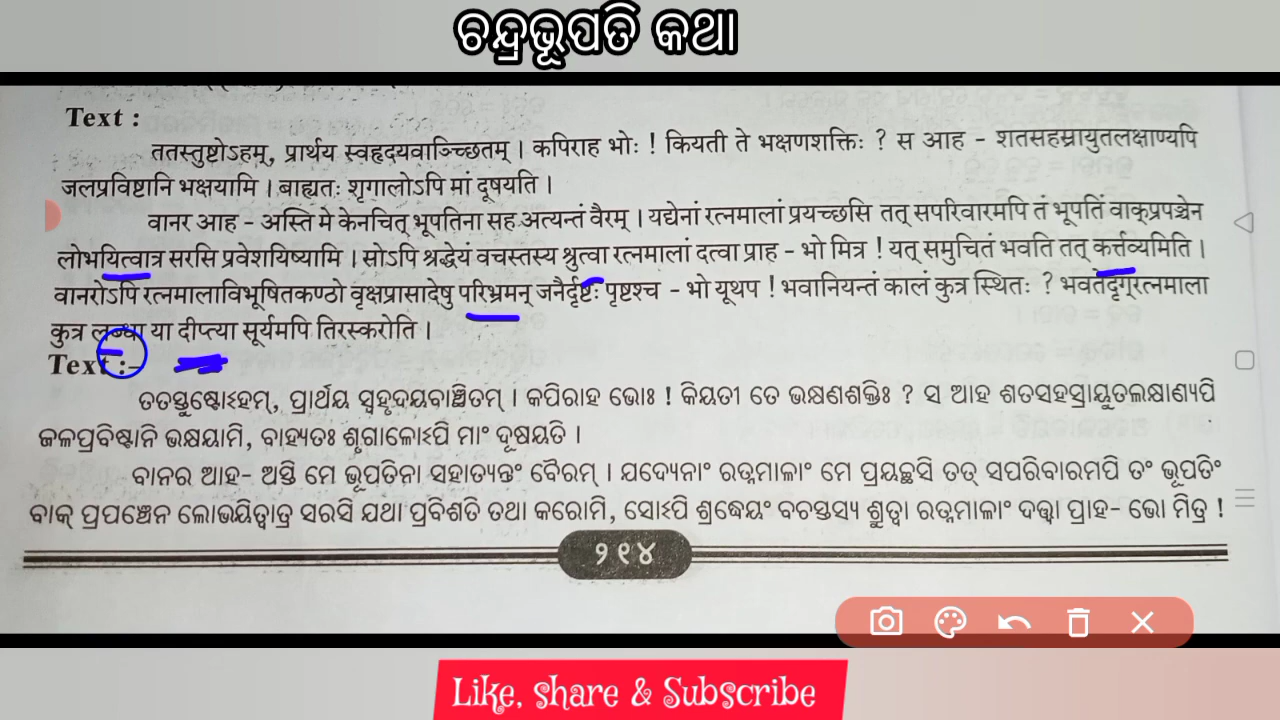 ଚନ୍ଦ୍ରଭୂପତି କଥା
Text :
ततस्तुष्टोऽहम्, प्रार्थय स्वहृदयवाञ्च्छितम् । कपिराह भोः ! कियती ते भक्षणशक्तिः ? स आह - शतसहस्रायुतलक्षाण्यपि
जलप्रविष्टानि भक्षयामि । बाह्यतः शृगालोऽपि मां दूषयति ।
वानर आह - अस्ति मे केनचित् भूपतिना सह अत्यन्तं वैरम् । यद्येनां रत्नमालां प्रयच्छसि तत् सपरिवारमपि तं भूपतिं वाक्प्रपञ्चेन
लोभयित्वात्र सरसि प्रवेशयिष्यामि । सोऽपि श्रद्धेयं वचस्तस्य श्रुत्वा रत्नमालां दत्वा प्राह - भो मित्र ! यत् समुचितं भवति तत् कर्त्तव्यमिति ।
वानरोऽपि रत्नमालाविभूषितकण्ठो वृक्षप्रासादेषु परिभ्रमन् जनैर्दृष्टः पृष्टश्च - भो यूथप ! भवानियन्तं कालं कुत्र स्थितः ? भवतेदृग्रत्नमाला
कुत्र लब्धा या दीप्त्या सूर्यमपि तिरस्करोति ।
Text :-
ତତସ୍ତୁଷ୍ଟୋଽହମ୍, ପ୍ରାର୍ଥୟ ସ୍ୱହୃଦୟବାଞ୍ଚିତମ୍ । କପିରାହ ଭୋଃ ! କିୟତୀ ତେ ଭକ୍ଷଣଶକ୍ତିଃ ? ସ ଆହ ଶତସହସ୍ରାୟୁତଲକ୍ଷାଣ୍ୟପି
ଜଳପ୍ରବିଷ୍ଟାନି ଭକ୍ଷୟାମି, ବାହ୍ୟତଃ ଶୃଗାଳୋଽପି ମାଂ ଦୂଷୟତି ।
ବାନର ଆହ- ଅସ୍ତି ମେ ଭୂପତିନା ସହାତ୍ୟନ୍ତଂ ବୈରମ୍ । ଯଦ୍ୟେନାଂ ରତ୍ନମାଳାଂ ମେ ପ୍ରୟଚ୍ଛସି ତତ୍ ସପରିବାରମପି ତଂ ଭୂପତିଂ
ବାକ୍ ପ୍ରପଞ୍ଚେନ ଲୋଭୟିତ୍ୱାତ୍ର ସରସି ଯଥା ପ୍ରବିଶତି ତଥା କରୋମି, ସୋଽପି ଶ୍ରଦ୍ଧେୟଂ ବଚସ୍ତସ୍ୟ ଶ୍ରୁତ୍ୱା ରତ୍ନମାଳାଂ ଦତ୍ତ୍ୱା ପ୍ରାହ- ଭୋ ମିତ୍ର !
୨୧୪
Like, share & Subscribe